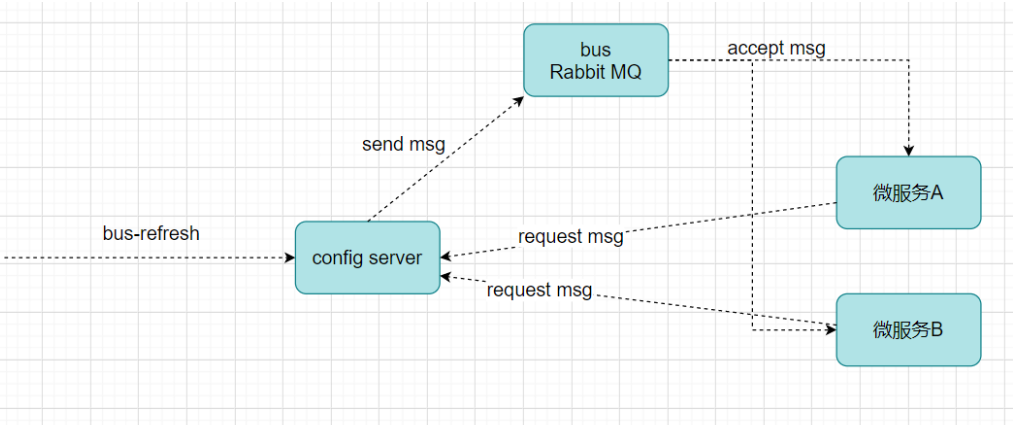 bus
Rabbit MQ
accept msg
send msg
微服务A
bus-refresh
config server
request msg
request msg
微服务B